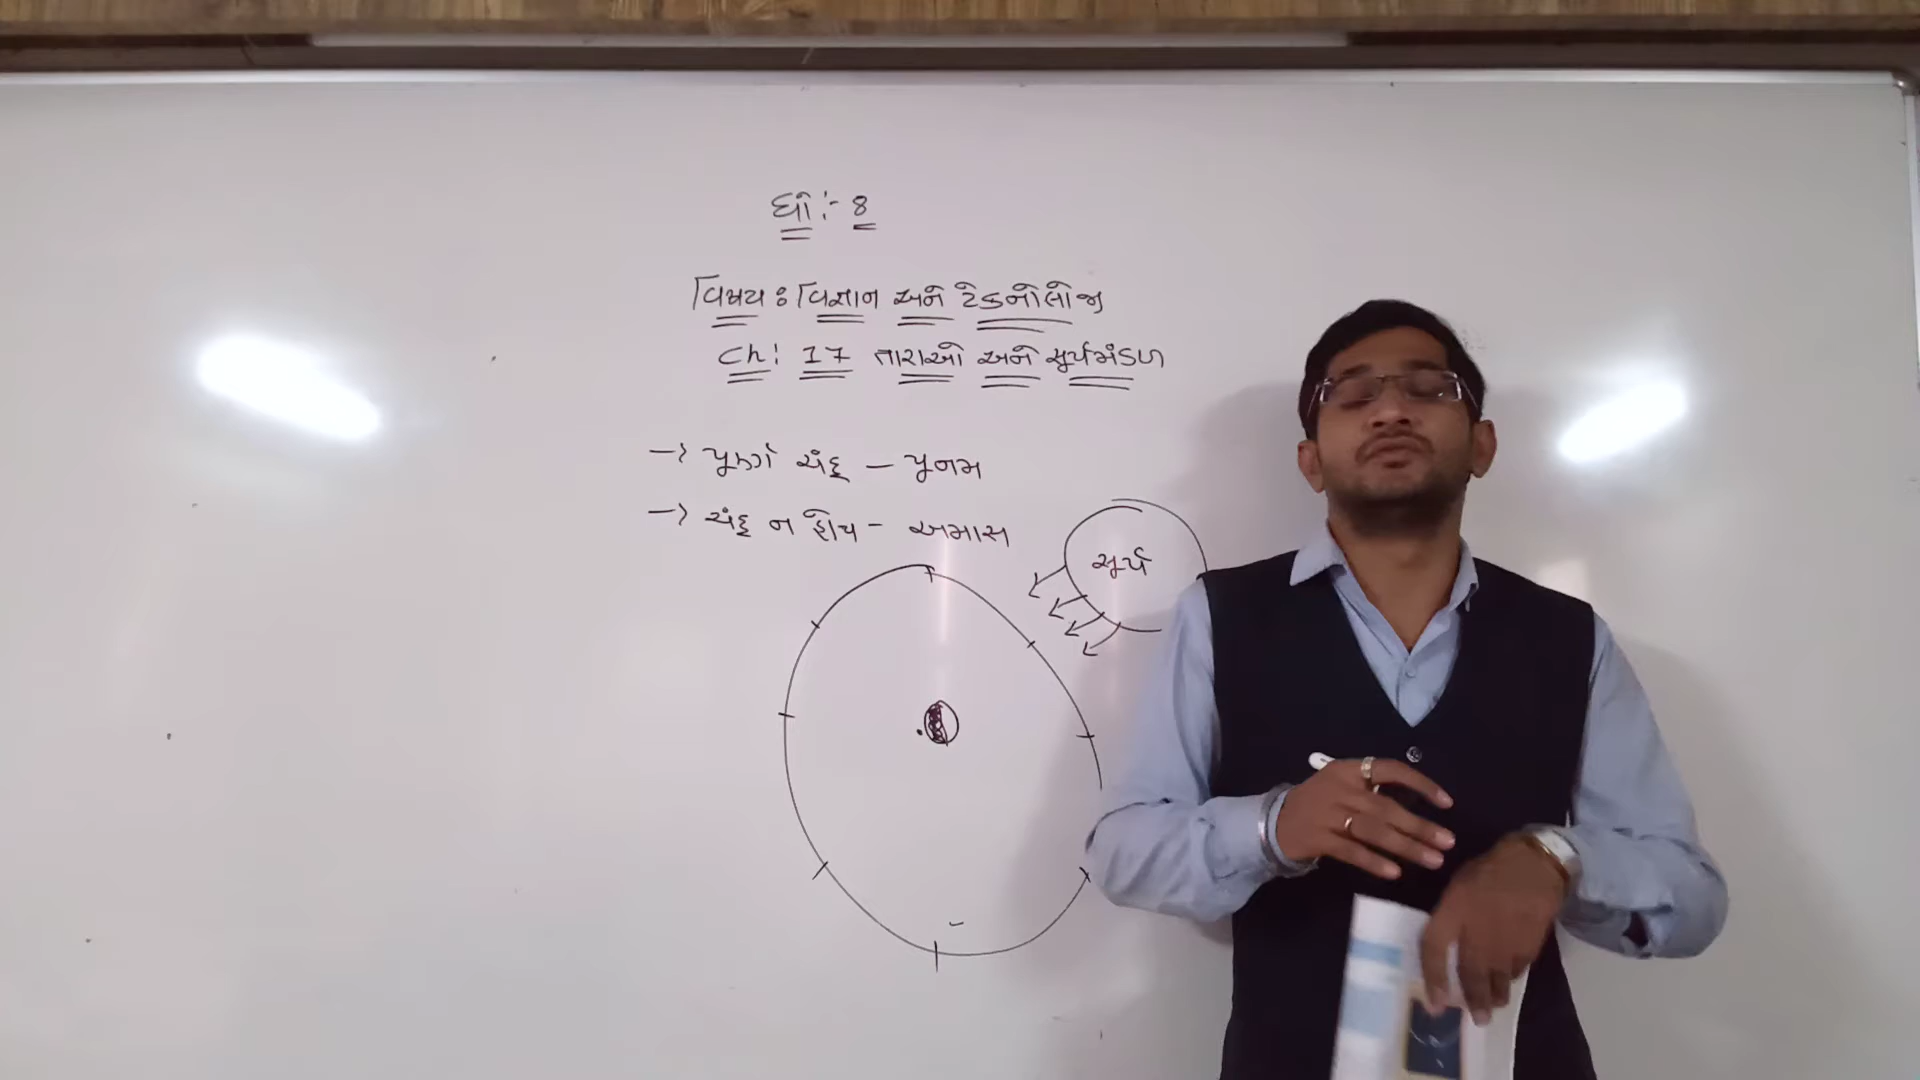 ધો :- 8
વિષય : વિજ્ઞાન અને ટેકનોલોજી
Ch : 17 તારાઓ અને સૂર્યમંડળ
→ પૂર્ણ ચંદ્ર – પૂનમ
→ ચંદ્ર ન હોય – અમાસ
સૂર્ય